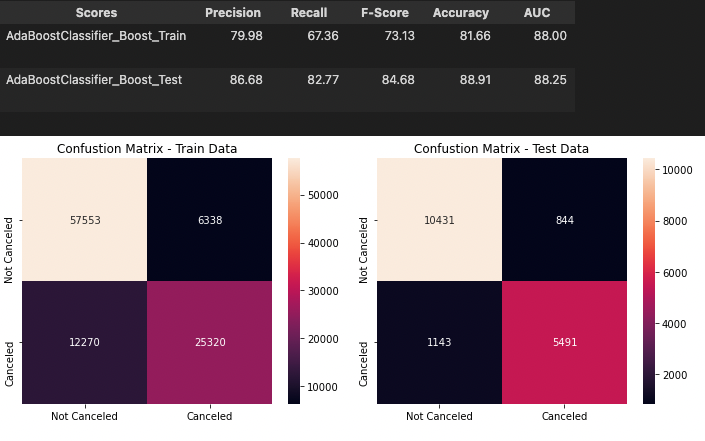 Scores Precision Recall F-Score Accuracy AUC
AdaBoostClassifier_Boost_Train 79.98 67.36 73.13 81.66 88.00
AdaBoostClassifier_Boost_Test 86.68 82.77 84.68 88.91 88.25
Confustion Matrix - Train Data
Not Canceled
Canceled
57553 6338
12270 25320
Not Canceled Canceled
50000
40000
30000
20000
10000
Confustion Matrix - Test Data
Not Canceled
Canceled
10431 844
1143 5491
Not Canceled Canceled
10000
8000
6000
4000
2000